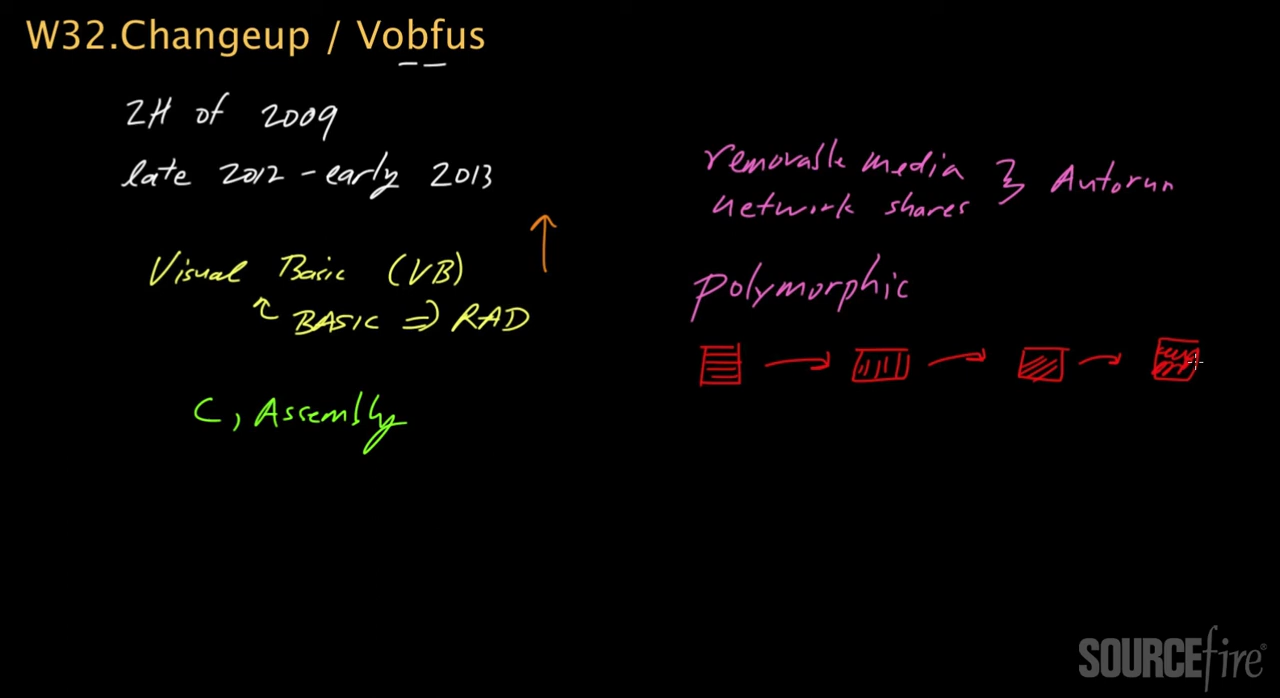 W32.Changeup / Vobfus
2H of 2009
late 2012 - early 2013
Visual Basic (VB)
BASIC => RAD
C, Assembly
removable media
network shares
} Autorun
polymorphic
SOURCEfire®